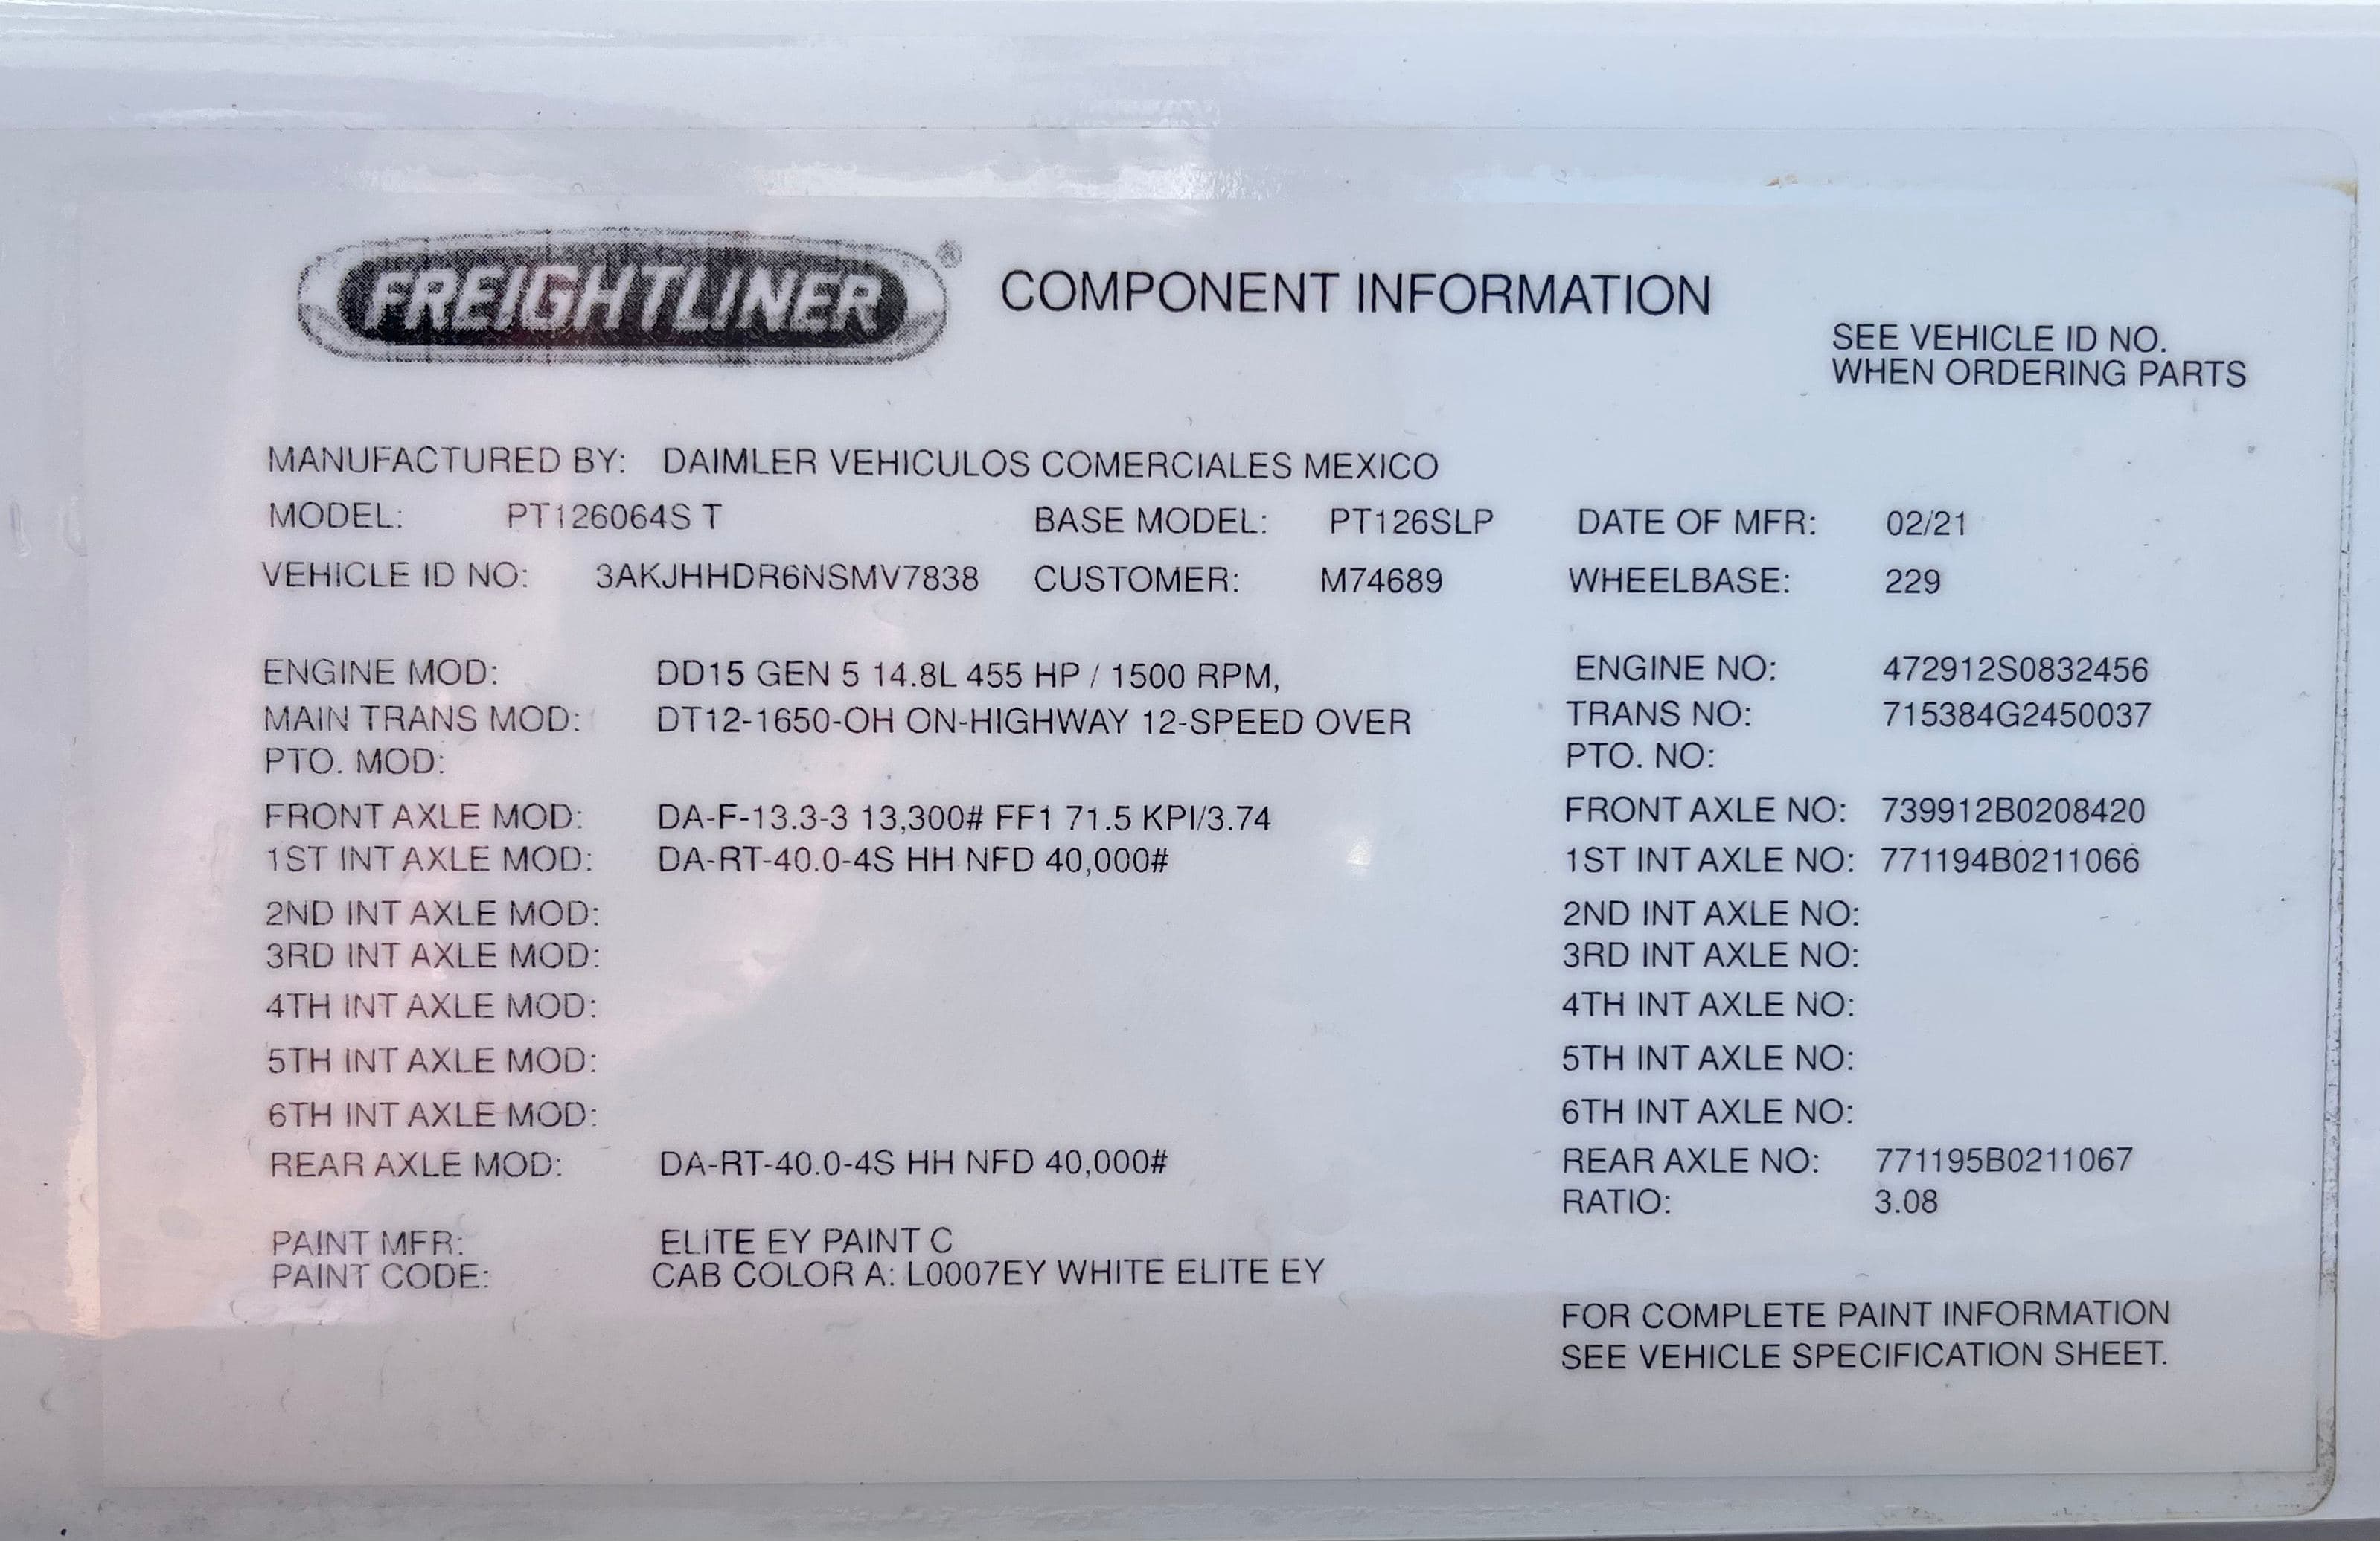 FREIGHTLINER® COMPONENT INFORMATION
SEE VEHICLE ID NO.
WHEN ORDERING PARTS
MANUFACTURED BY: DAIMLER VEHICULOS COMERCIALES MEXICO
MODEL: PT126064S T BASE MODEL: PT126SLP DATE OF MFR: 02/21
VEHICLE ID NO: 3AKJHHDR6NSMV7838 CUSTOMER: M74689 WHEELBASE: 229
ENGINE MOD: DD15 GEN 5 14.8L 455 HP / 1500 RPM, ENGINE NO: 472912S0832456
MAIN TRANS MOD: DT12-1650-OH ON-HIGHWAY 12-SPEED OVER TRANS NO: 715384G2450037
PTO. MOD: PTO. NO:
FRONT AXLE MOD: DA-F-13.3-3 13,300# FF1 71.5 KPI/3.74 FRONT AXLE NO: 739912B0208420
1ST INT AXLE MOD: DA-RT-40.0-4S HH NFD 40,000# 1ST INT AXLE NO: 771194B0211066
2ND INT AXLE MOD: 2ND INT AXLE NO:
3RD INT AXLE MOD: 3RD INT AXLE NO:
4TH INT AXLE MOD: 4TH INT AXLE NO:
5TH INT AXLE MOD: 5TH INT AXLE NO:
6TH INT AXLE MOD: 6TH INT AXLE NO:
REAR AXLE MOD: DA-RT-40.0-4S HH NFD 40,000# REAR AXLE NO: 771195B0211067
RATIO: 3.08
PAINT MFR: ELITE EY PAINT C
PAINT CODE: CAB COLOR A: L0007EY WHITE ELITE EY
FOR COMPLETE PAINT INFORMATION
SEE VEHICLE SPECIFICATION SHEET.